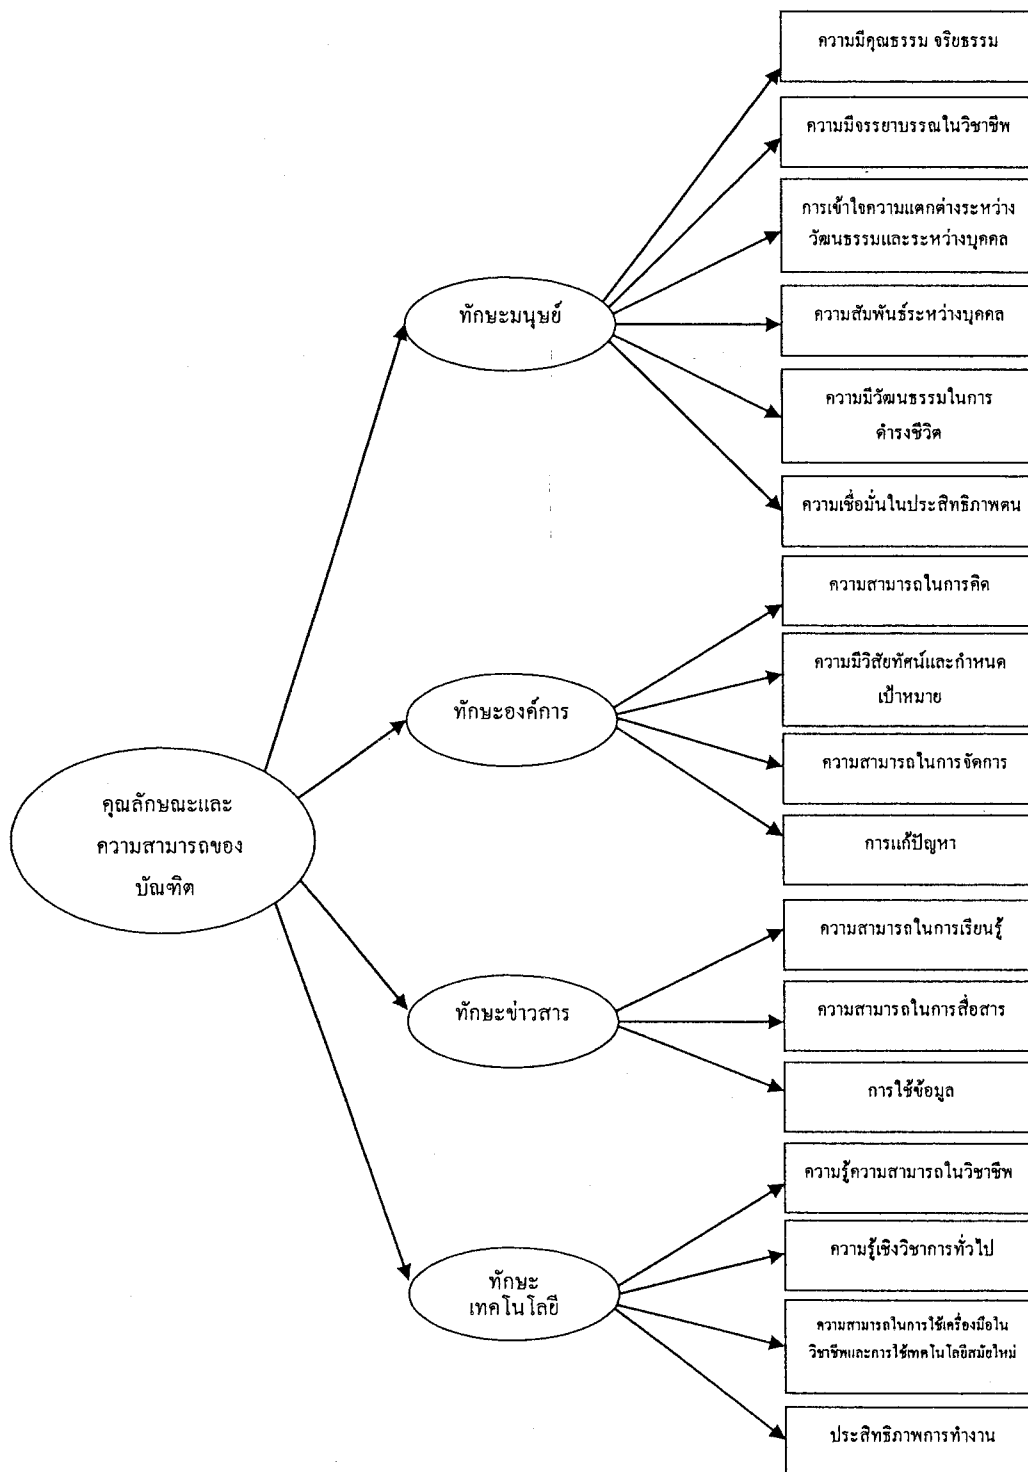 ความมีคุณธรรม จริยธรรม
ความมีจรรยาบรรณในวิชาชีพ
การเข้าใจความแตกต่างระหว่าง
วัฒนธรรมและระหว่างบุคคล
ทักษะมนุษย์
ความสัมพันธ์ระหว่างบุคคล
ความมีวัฒนธรรมในการ
ดำรงชีวิต
ความเชื่อมั่นในประสิทธิภาพตน
ความสามารถในการคิด
ความมีวิสัยทัศน์และกำหนด
เป้าหมาย
ทักษะองค์การ
ความสามารถในการจัดการ
การแก้ปัญหา
คุณลักษณะและ
ความสามารถของ
บัณฑิต
ความสามารถในการเรียนรู้
ทักษะข่าวสาร
ความสามารถในการสื่อสาร
การใช้ข้อมูล
ความรู้ความสามารถในวิชาชีพ
ความรู้เชิงวิชาการทั่วไป
ทักษะ
เทคโนโลยี
ความสามารถในการใช้เครื่องมือใน
วิชาชีพและการใช้เทคโนโลยีสมัยใหม่
ประสิทธิภาพการทำงาน